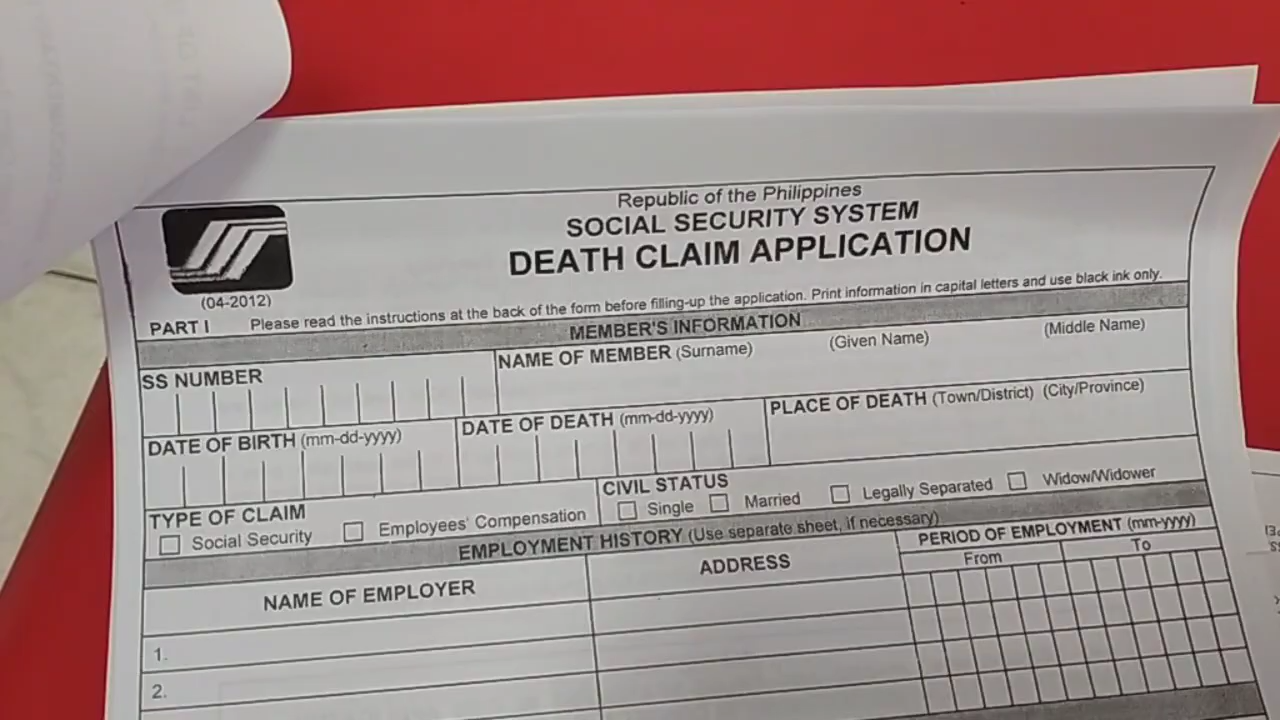 Republic of the Philippines
SOCIAL SECURITY SYSTEM
DEATH CLAIM APPLICATION
(04-2012)
PART I Please read the instructions at the back of the form before filling-up the application. Print information in capital letters and use black ink only.
MEMBER'S INFORMATION
SS NUMBER
NAME OF MEMBER (Surname) (Given Name) (Middle Name)
DATE OF BIRTH (mm-dd-yyyy)
DATE OF DEATH (mm-dd-yyyy)
PLACE OF DEATH (Town/District) (City/Province)
TYPE OF CLAIM
Social Security Employees' Compensation
CIVIL STATUS
Single Married Legally Separated Widow/Widower
EMPLOYMENT HISTORY (Use separate sheet, if necessary)
NAME OF EMPLOYER
ADDRESS
PERIOD OF EMPLOYMENT (mm-yyyy)
From To
1.
2.